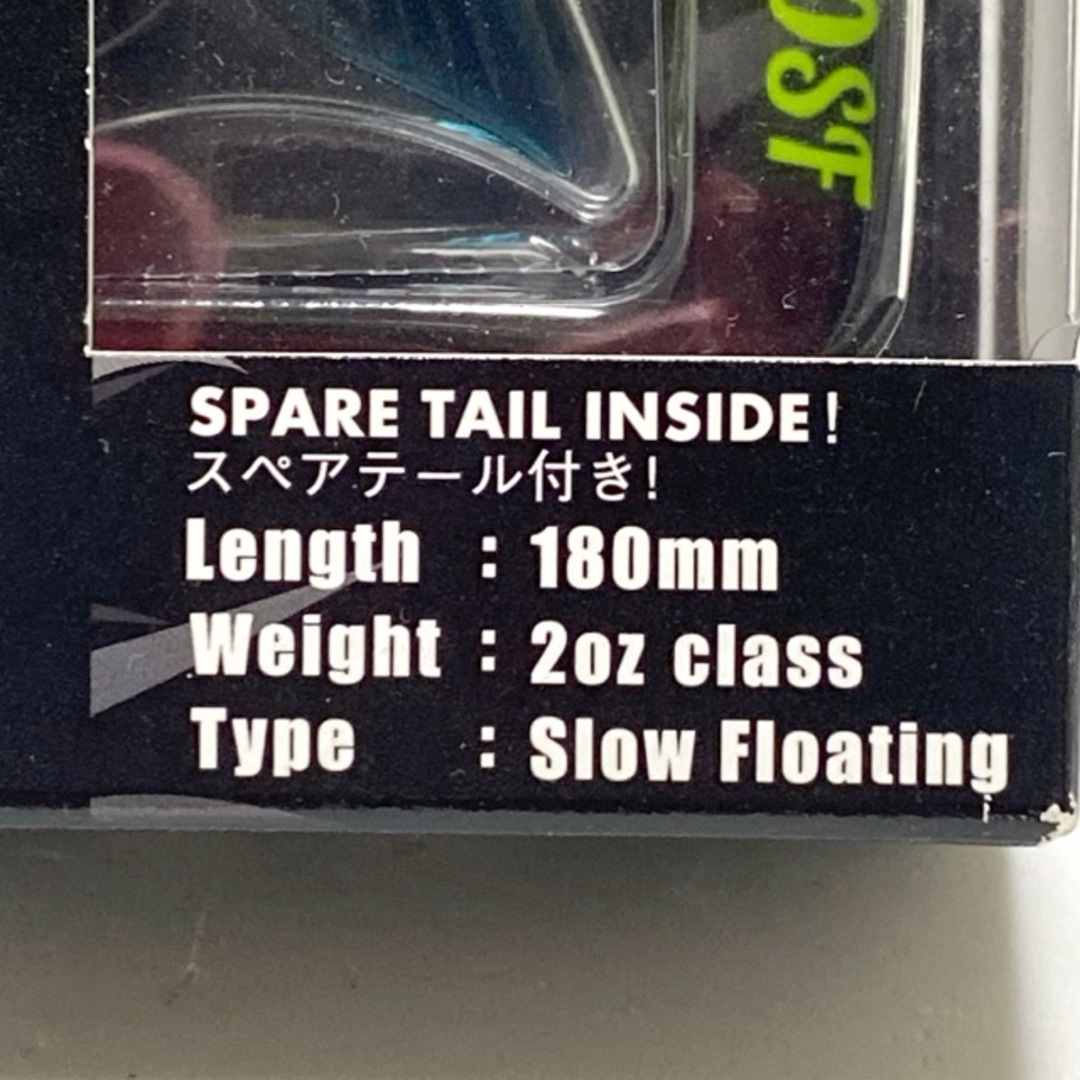 OST
SPARE TAIL INSIDE!
スペアテール付き!
Length : 180mm
Weight : 2oz class
Type : Slow Floating